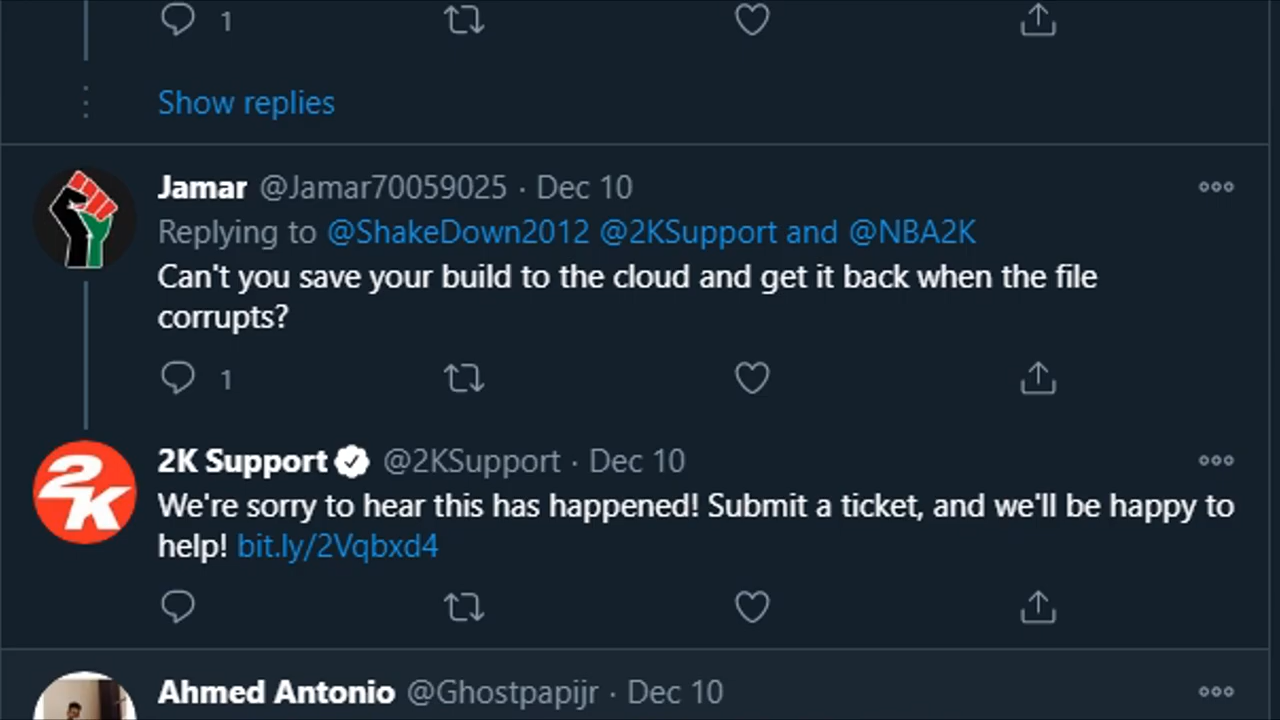 1
Show replies
Jamar @Jamar70059025 · Dec 10
Replying to @ShakeDown2012 @2KSupport and @NBA2K
Can't you save your build to the cloud and get it back when the file
corrupts?
1
2K
2K Support @2KSupport · Dec 10
We're sorry to hear this has happened! Submit a ticket, and we'll be happy to
help! bit.ly/2Vqbxd4
Ahmed Antonio @Ghostpapijr · Dec 10